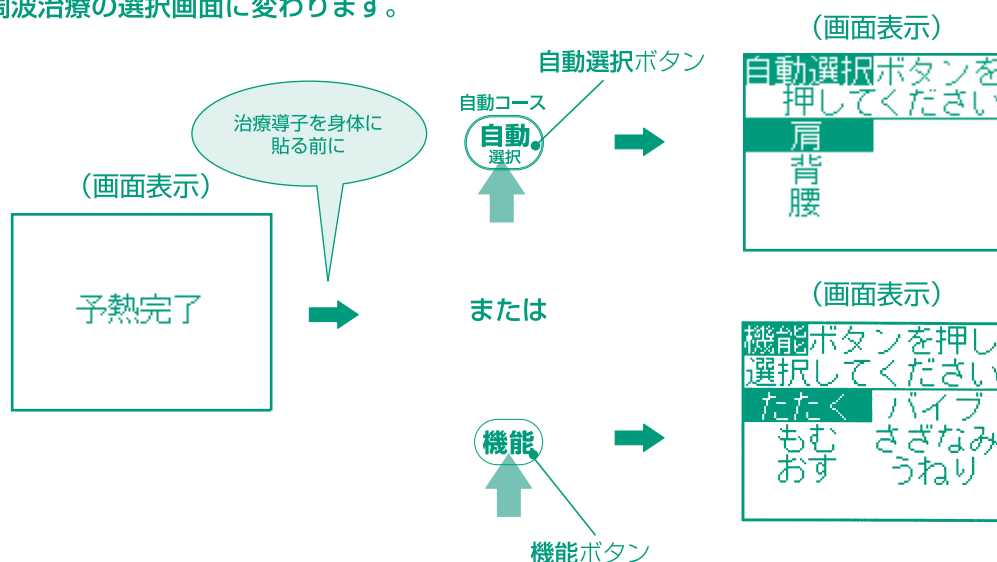 周波治療の選択画面に変わります。
(画面表示)
予熱完了
治療導子を身体に
貼る前に
自動選択ボタン
自動コース
自動
選択
(画面表示)
自動選択ボタンを
押してください
肩
背
腰
または
機能
機能ボタン
(画面表示)
機能ボタンを押し
選択してください
たたく バイブ
もむ さざなみ
おす うねり